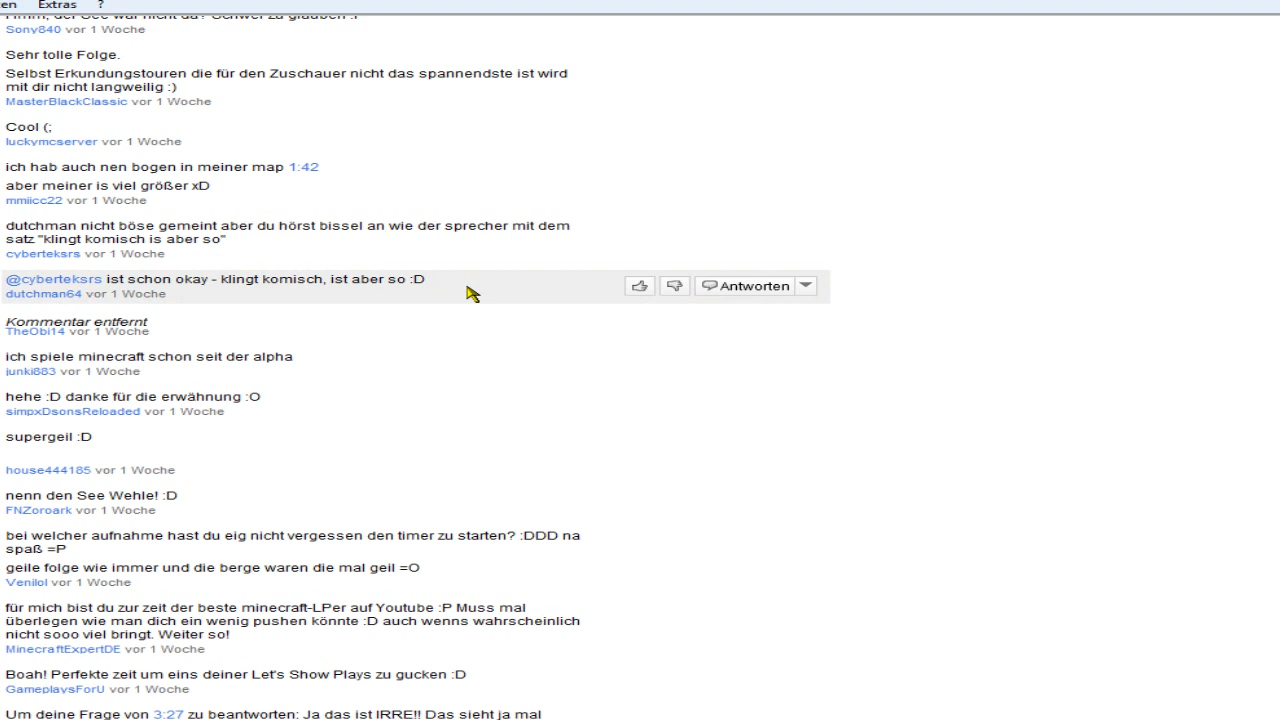 en Extras ?
Hmm, der See war nicht da? Schwer zu glauben :P
Sony840 vor 1 Woche
Sehr tolle Folge.
Selbst Erkundungstouren die für den Zuschauer nicht das spannendste ist wird
mit dir nicht langweilig :)
MasterBlackClassic vor 1 Woche
Cool (;
luckymcserver vor 1 Woche
ich hab auch nen bogen in meiner map 1:42
aber meiner is viel größer xD
mmiicc22 vor 1 Woche
dutchman nicht böse gemeint aber du hörst bissel an wie der sprecher mit dem
satz "klingt komisch is aber so"
cyberteksrs vor 1 Woche
@cyberteksrs ist schon okay - klingt komisch, ist aber so :D
Antworten
dutchman64 vor 1 Woche
Kommentar entfernt
TheObi14 vor 1 Woche
ich spiele minecraft schon seit der alpha
junki883 vor 1 Woche
hehe :D danke für die erwähnung :O
simpxDsonsReloaded vor 1 Woche
supergeil :D
house444185 vor 1 Woche
nenn den See Wehle! :D
FNZoroark vor 1 Woche
bei welcher aufnahme hast du eig nicht vergessen den timer zu starten? :DDD na
spaß =P
geile folge wie immer und die berge waren die mal geil =O
Venilol vor 1 Woche
für mich bist du zur zeit der beste minecraft-LPer auf Youtube :P Muss mal
überlegen wie man dich ein wenig pushen könnte :D auch wenns wahrscheinlich
nicht sooo viel bringt. Weiter so!
MinecraftExpertDE vor 1 Woche
Boah! Perfekte zeit um eins deiner Let's Show Plays zu gucken :D
GameplaysForU vor 1 Woche
Um deine Frage von 3:27 zu beantworten: Ja das ist IRRE!! Das sieht ja mal